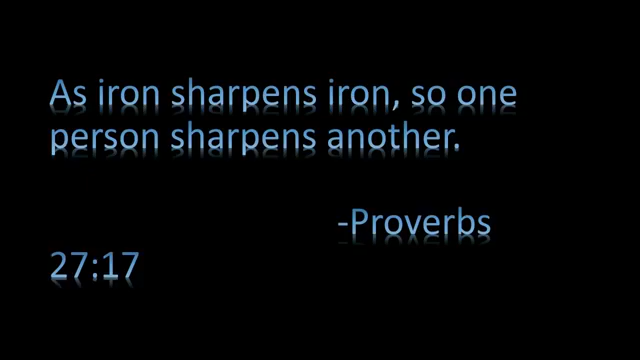 As iron sharpens iron, so one
person sharpens another.
-Proverbs
27:17